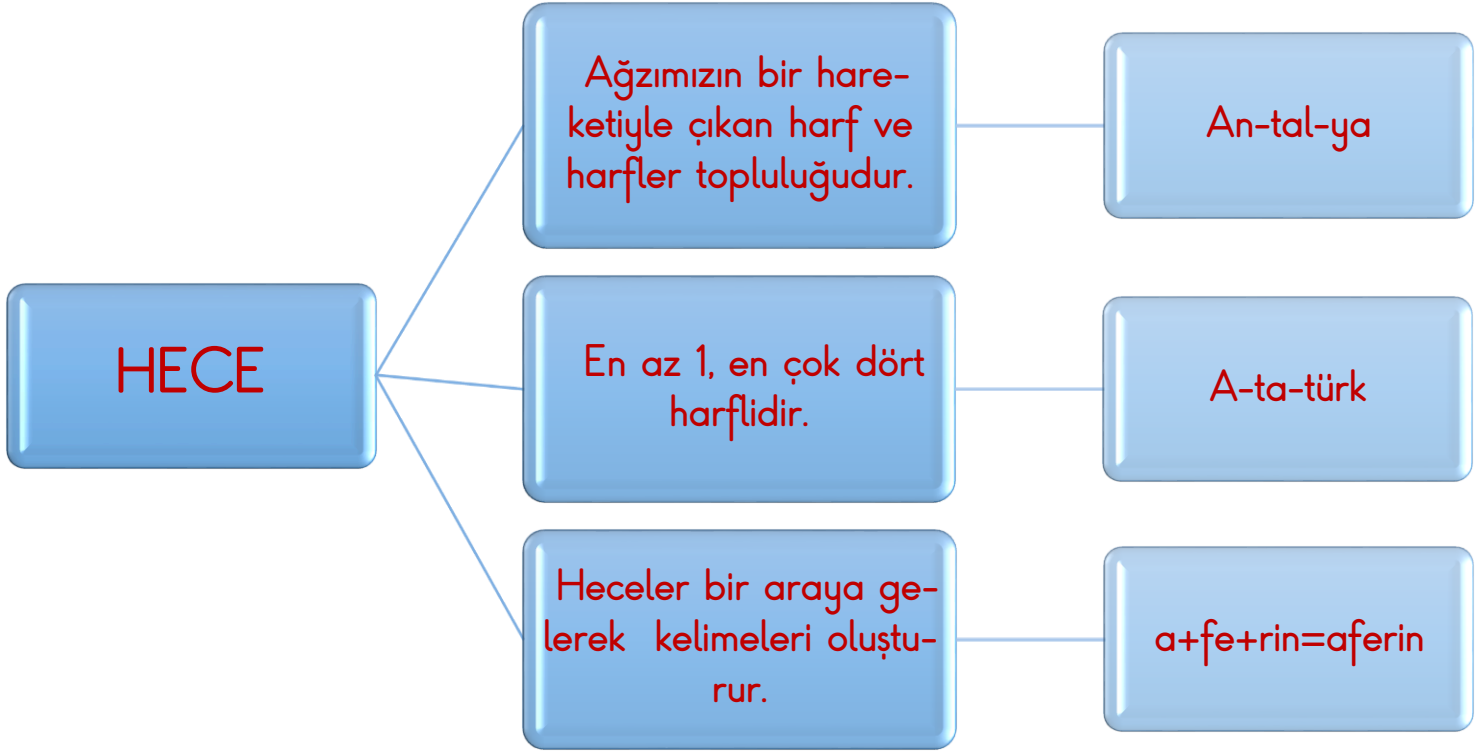 HECE
Ağzımızın bir hare-
ketiyle çıkan harf ve
harfler topluluğudur.
An-tal-ya
En az 1, en çok dört
harflidir.
A-ta-türk
Heceler bir araya ge-
lerek kelimeleri oluştu-
rur.
a+fe+rin=aferin